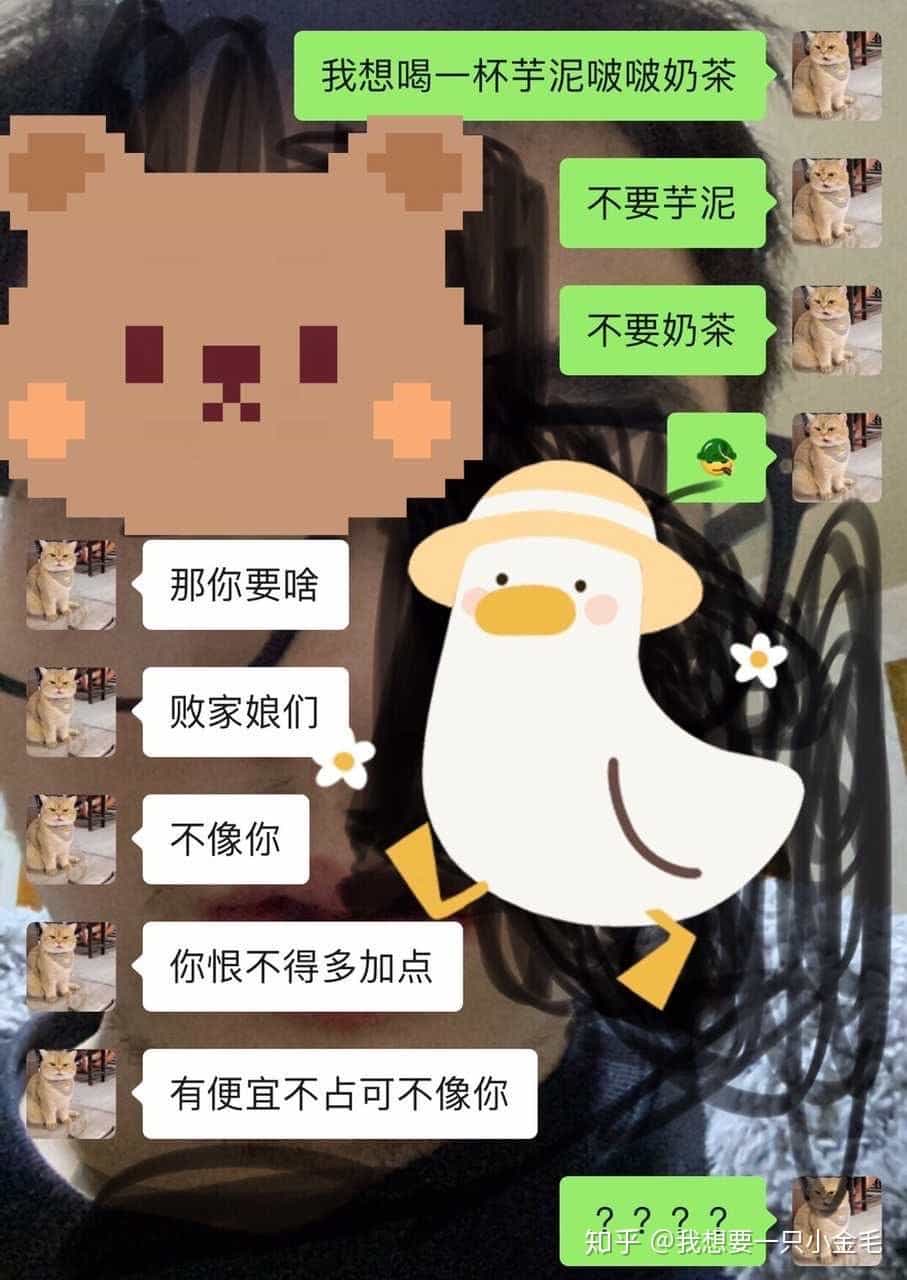 我想喝一杯芋泥啵啵奶茶
不要芋泥
不要奶茶
那你要啥
败家娘们
不像你
你恨不得多加点
有便宜不占可不像你
？？？？
知乎 @我想要一只小金毛